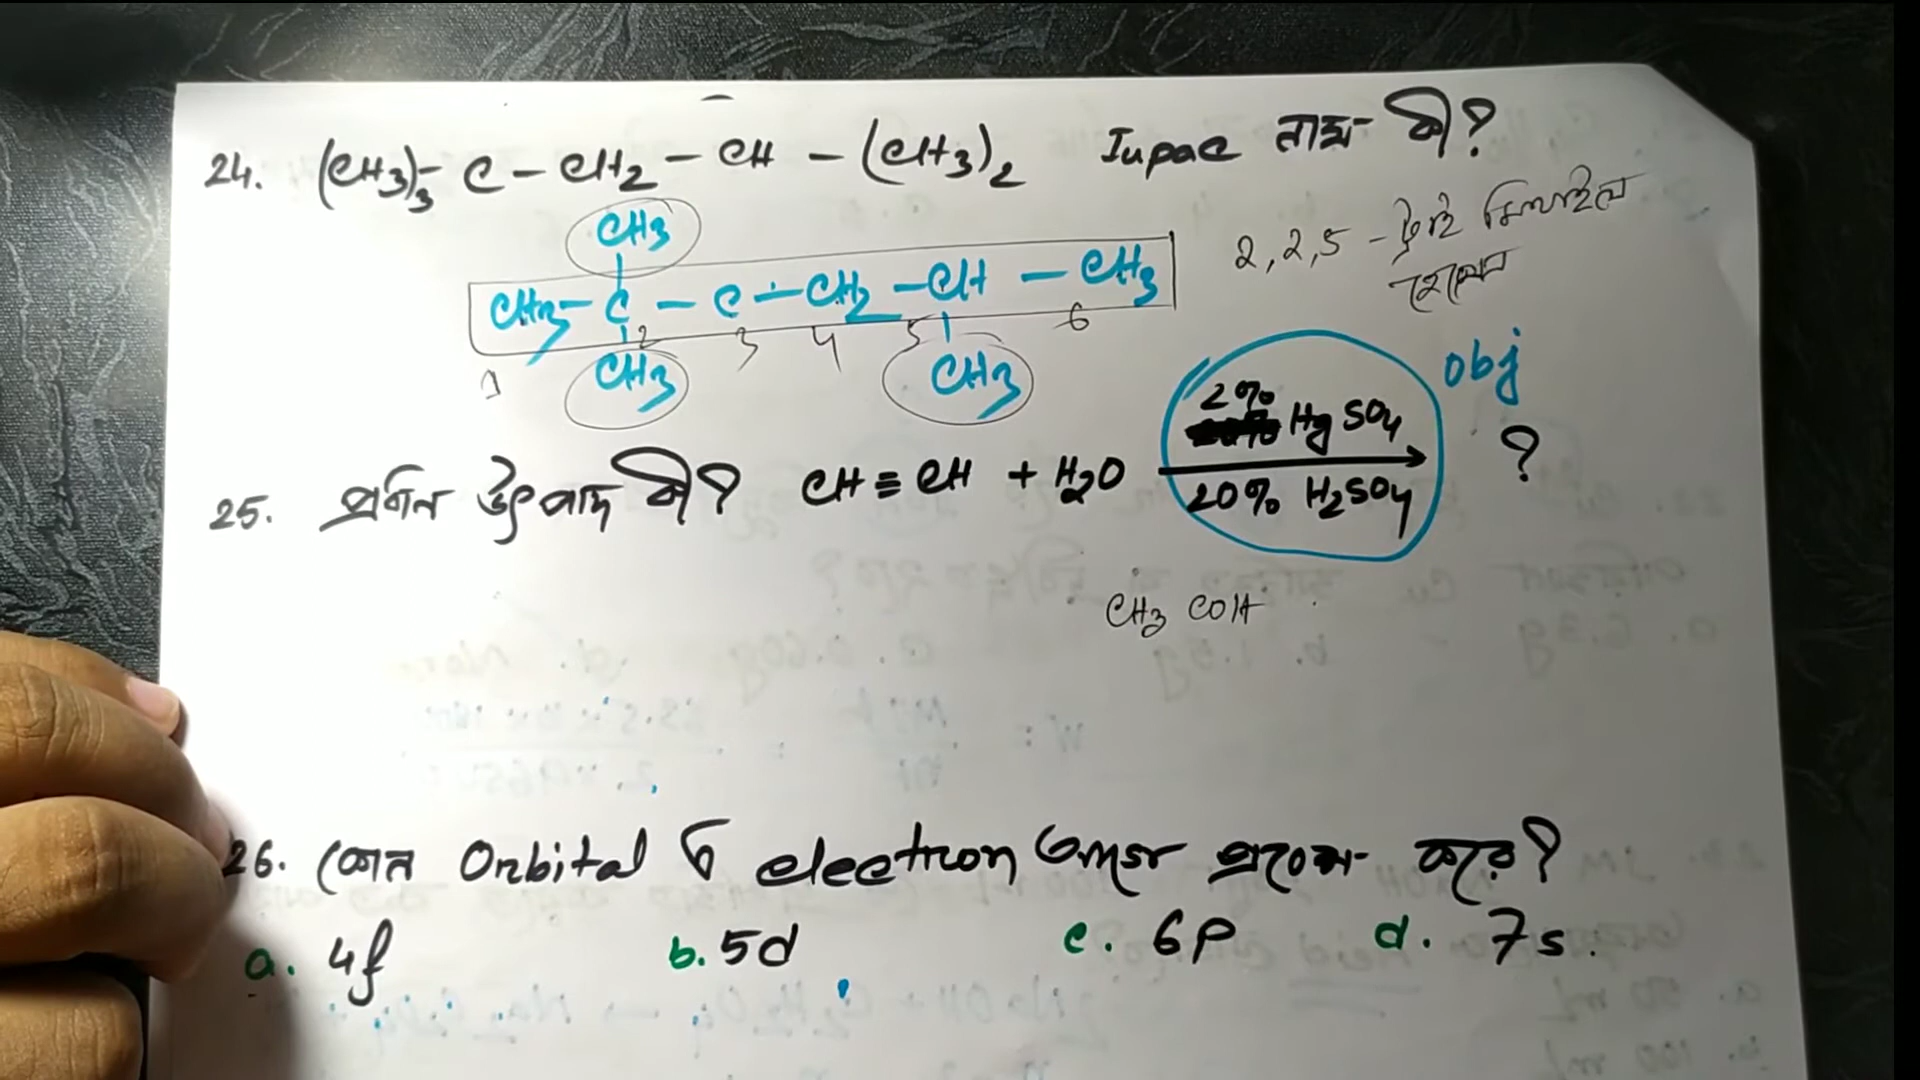 24. (CH3)3 - C - CH2 - CH - (CH3)2 Iupac নাম কী?
CH3
CH3 - C - C - CH2 - CH - CH3
1 2 3 4 5 6
CH3 CH3
2, 2, 5 - ট্রাই মিথাইল
হেক্সেন
obj
25. প্রধান উৎপাদ কী? CH ≡ CH + H2O 2% HgSO4 20% H2SO4 ?
CH3 COH
26. কোন Orbital এ electron আগে প্রবেশ করে?
a. 4f b. 5d c. 6p d. 7s.